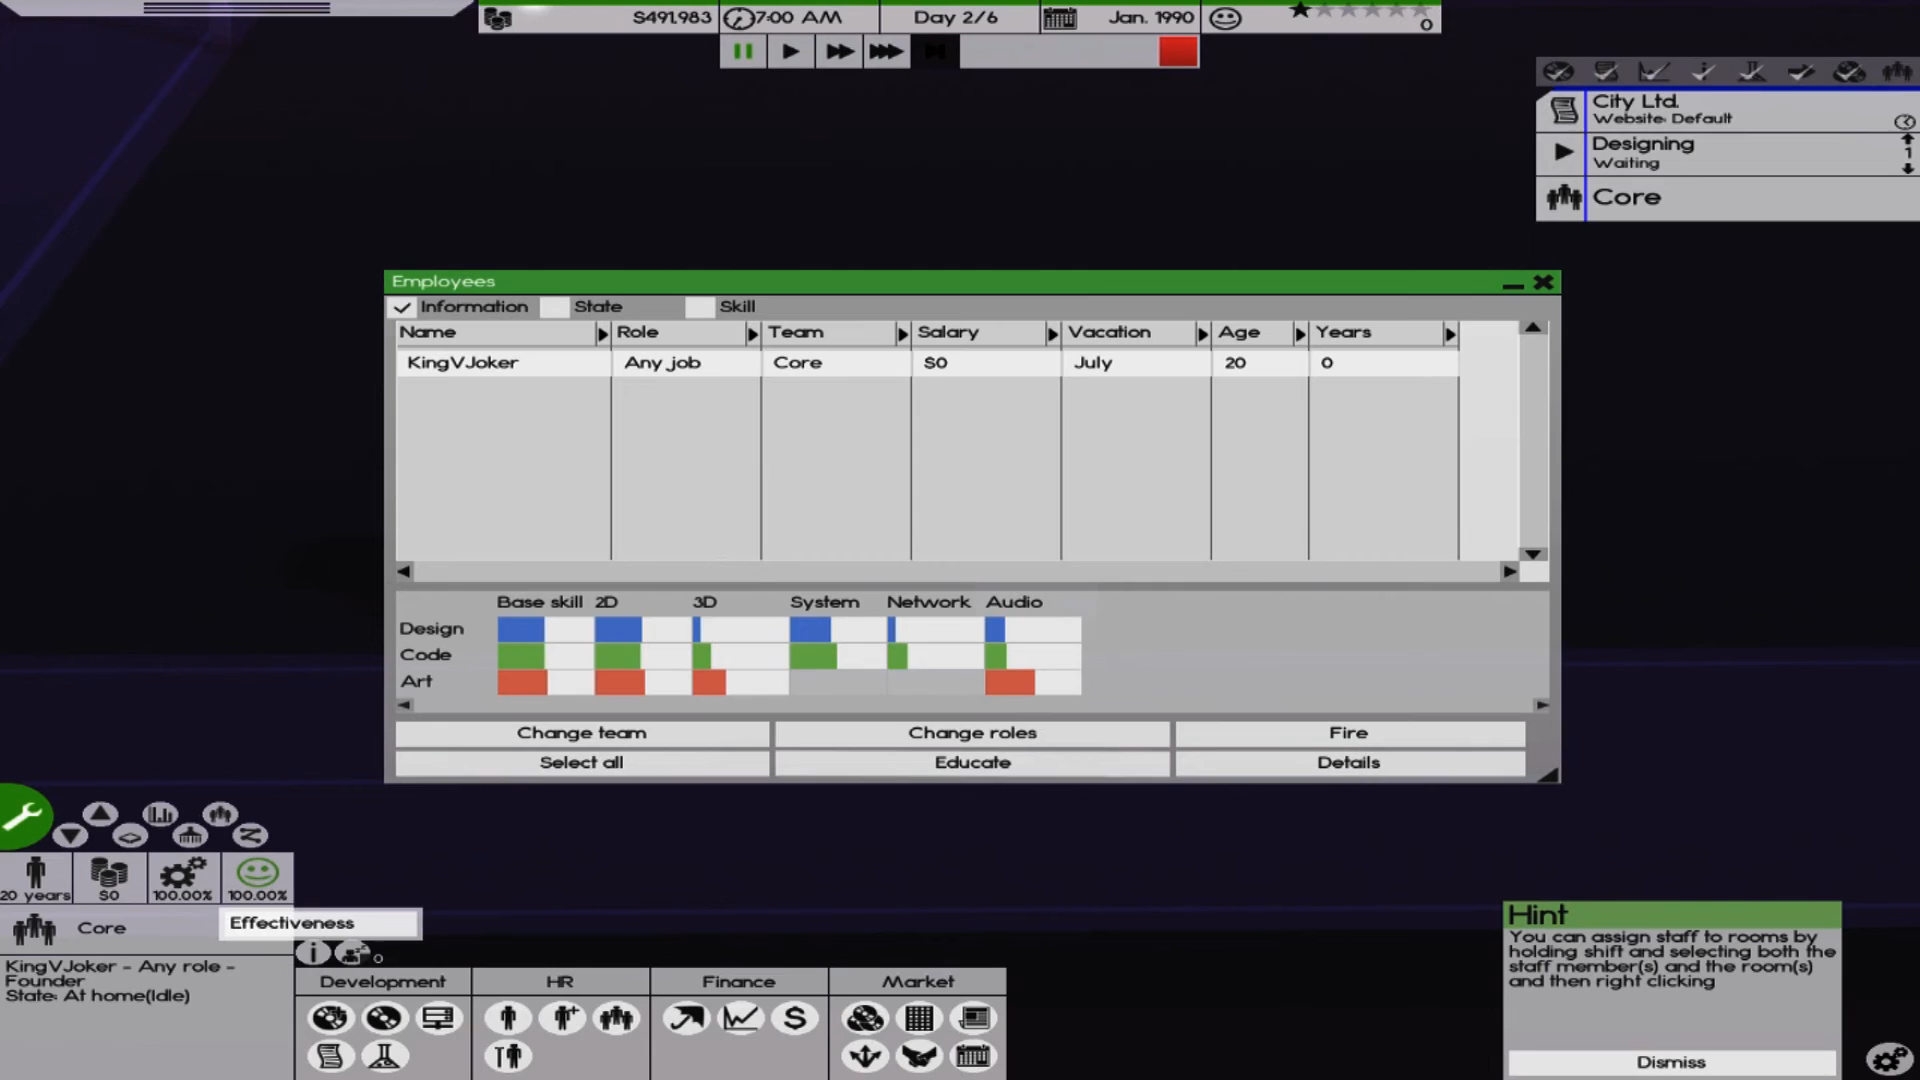 $491,983
7:00 AM
Day 2/6
Jan. 1990
0
City Ltd.
Website: Default
Designing
Waiting
1
Core
Employees
Information State Skill
Name Role Team Salary Vacation Age Years
KingVJoker Any job Core $0 July 20 0
Base skill 2D 3D System Network Audio
Design
Code
Art
Change team Change roles Fire
Select all Educate Details
20 years $0 100.00% 100.00%
Core
Effectiveness
0
KingVJoker - Any role -
Founder
State: At home(Idle)
Development HR Finance Market
Hint
You can assign staff to rooms by
holding shift and selecting both the
staff member(s) and the room(s)
and then right clicking
Dismiss